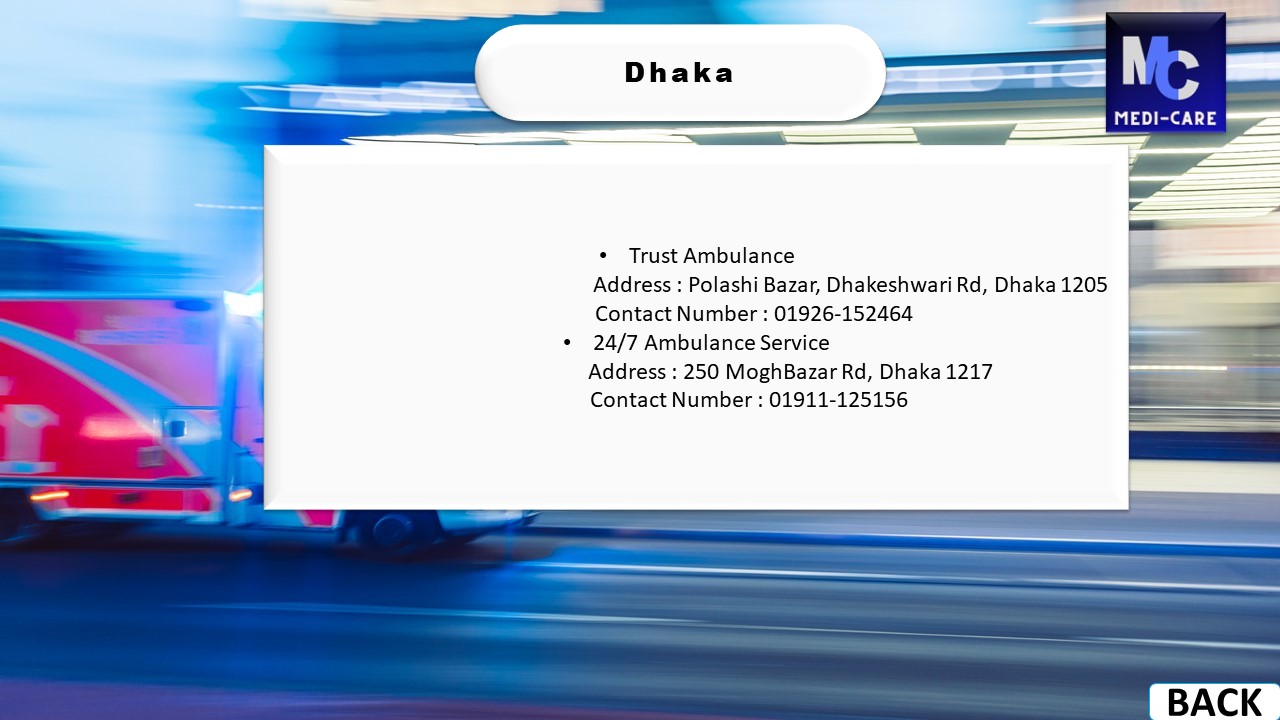 Dhaka
MC
MEDI-CARE
• Trust Ambulance
Address : Polashi Bazar, Dhakeshwari Rd, Dhaka 1205
Contact Number : 01926-152464
• 24/7 Ambulance Service
Address : 250 MoghBazar Rd, Dhaka 1217
Contact Number : 01911-125156
BACK